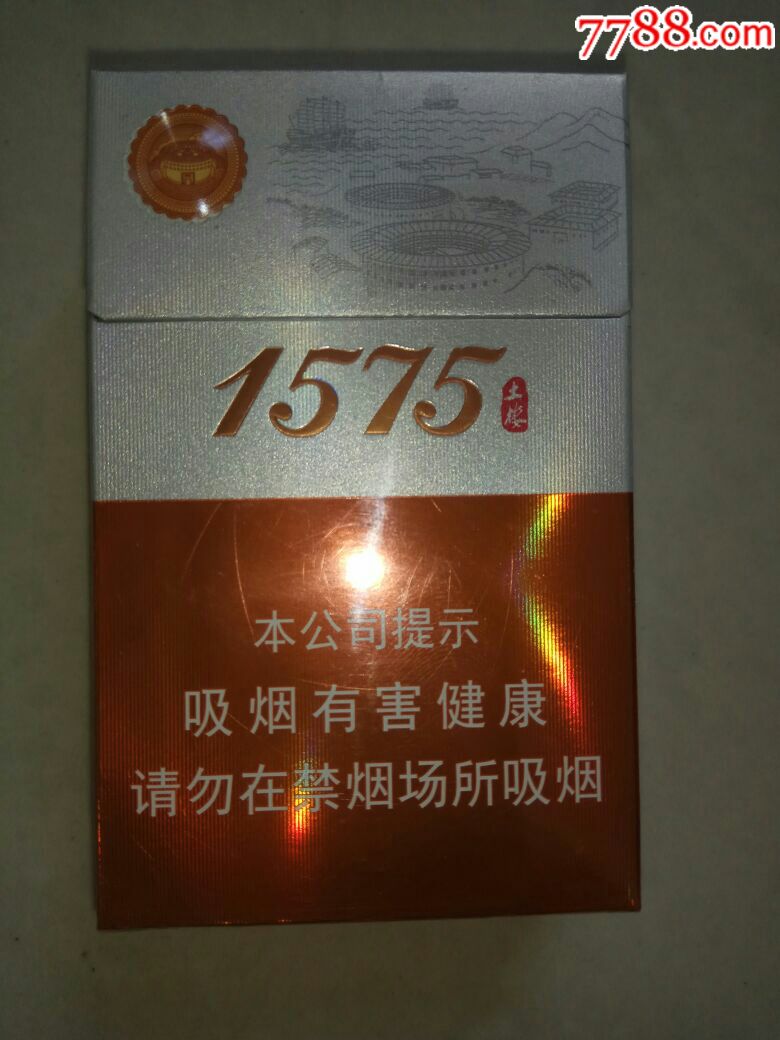 7788.com
1575
土楼
本公司提示
吸烟有害健康
请勿在禁烟场所吸烟